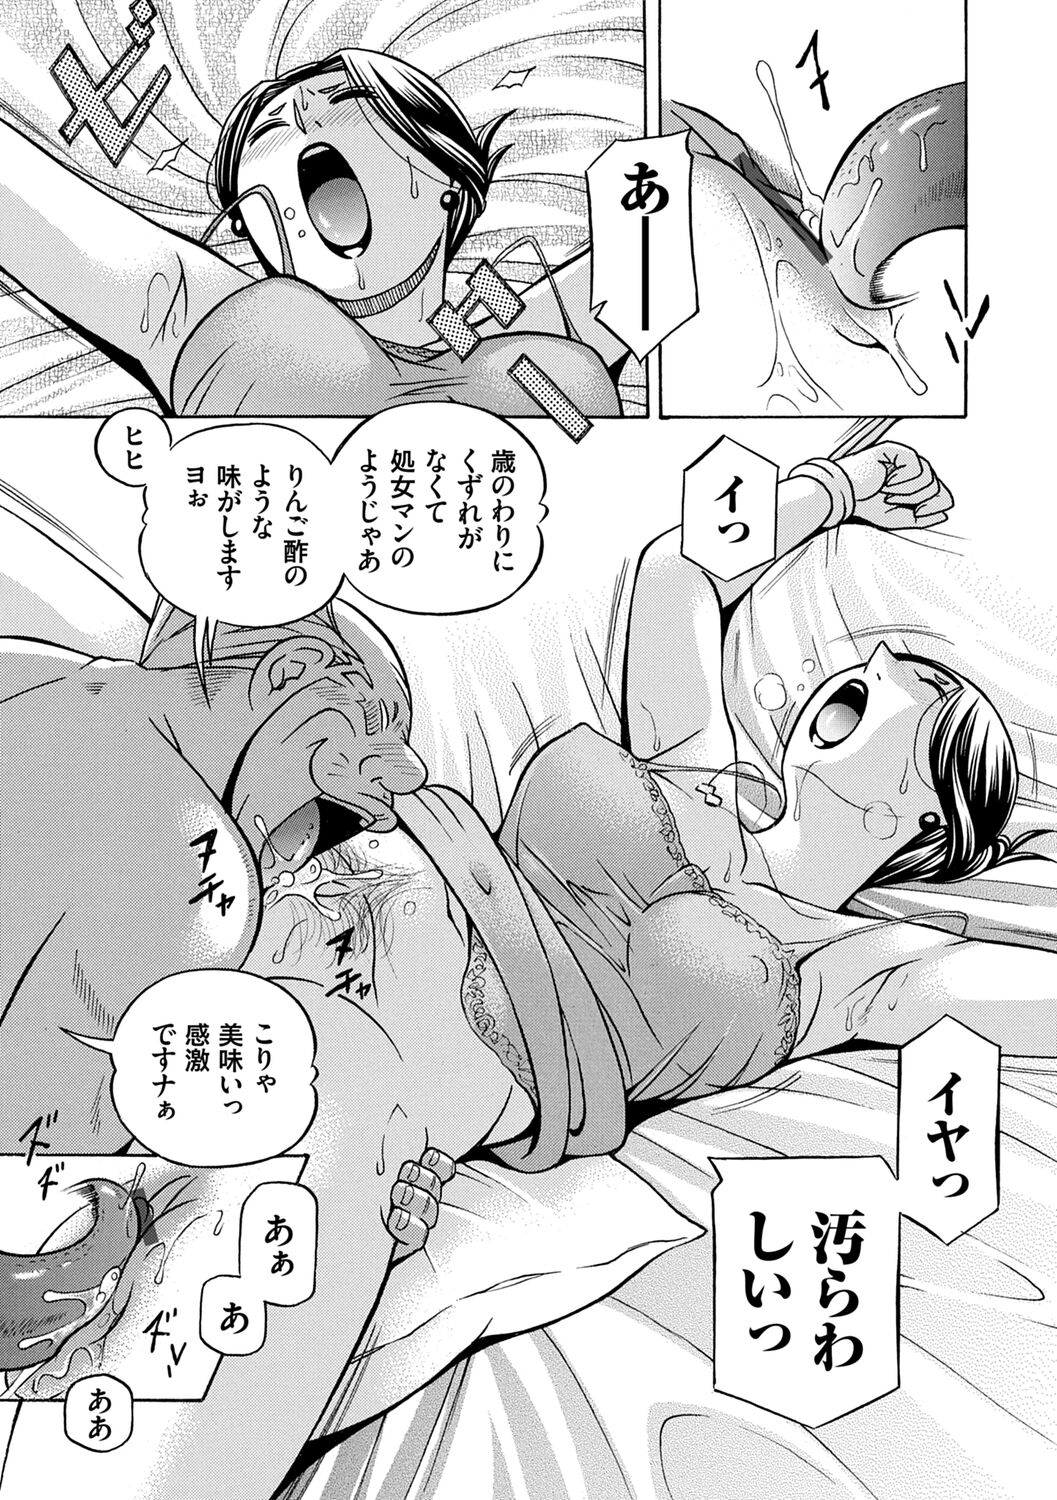 オ
あ━━
ビ
クッ
歳のわりに
くずれが
なくて
処女マンの
ようじゃあ
りんご酢の
ような
味がします
ヨぉ
ヒヒ
イっ
ヌチャ
ヌチャ
イヤっ
汚らわ
しいっ
こりゃ
美味いっ
感激
ですナぁ
ズ
ズ
ああ
あ
ああ